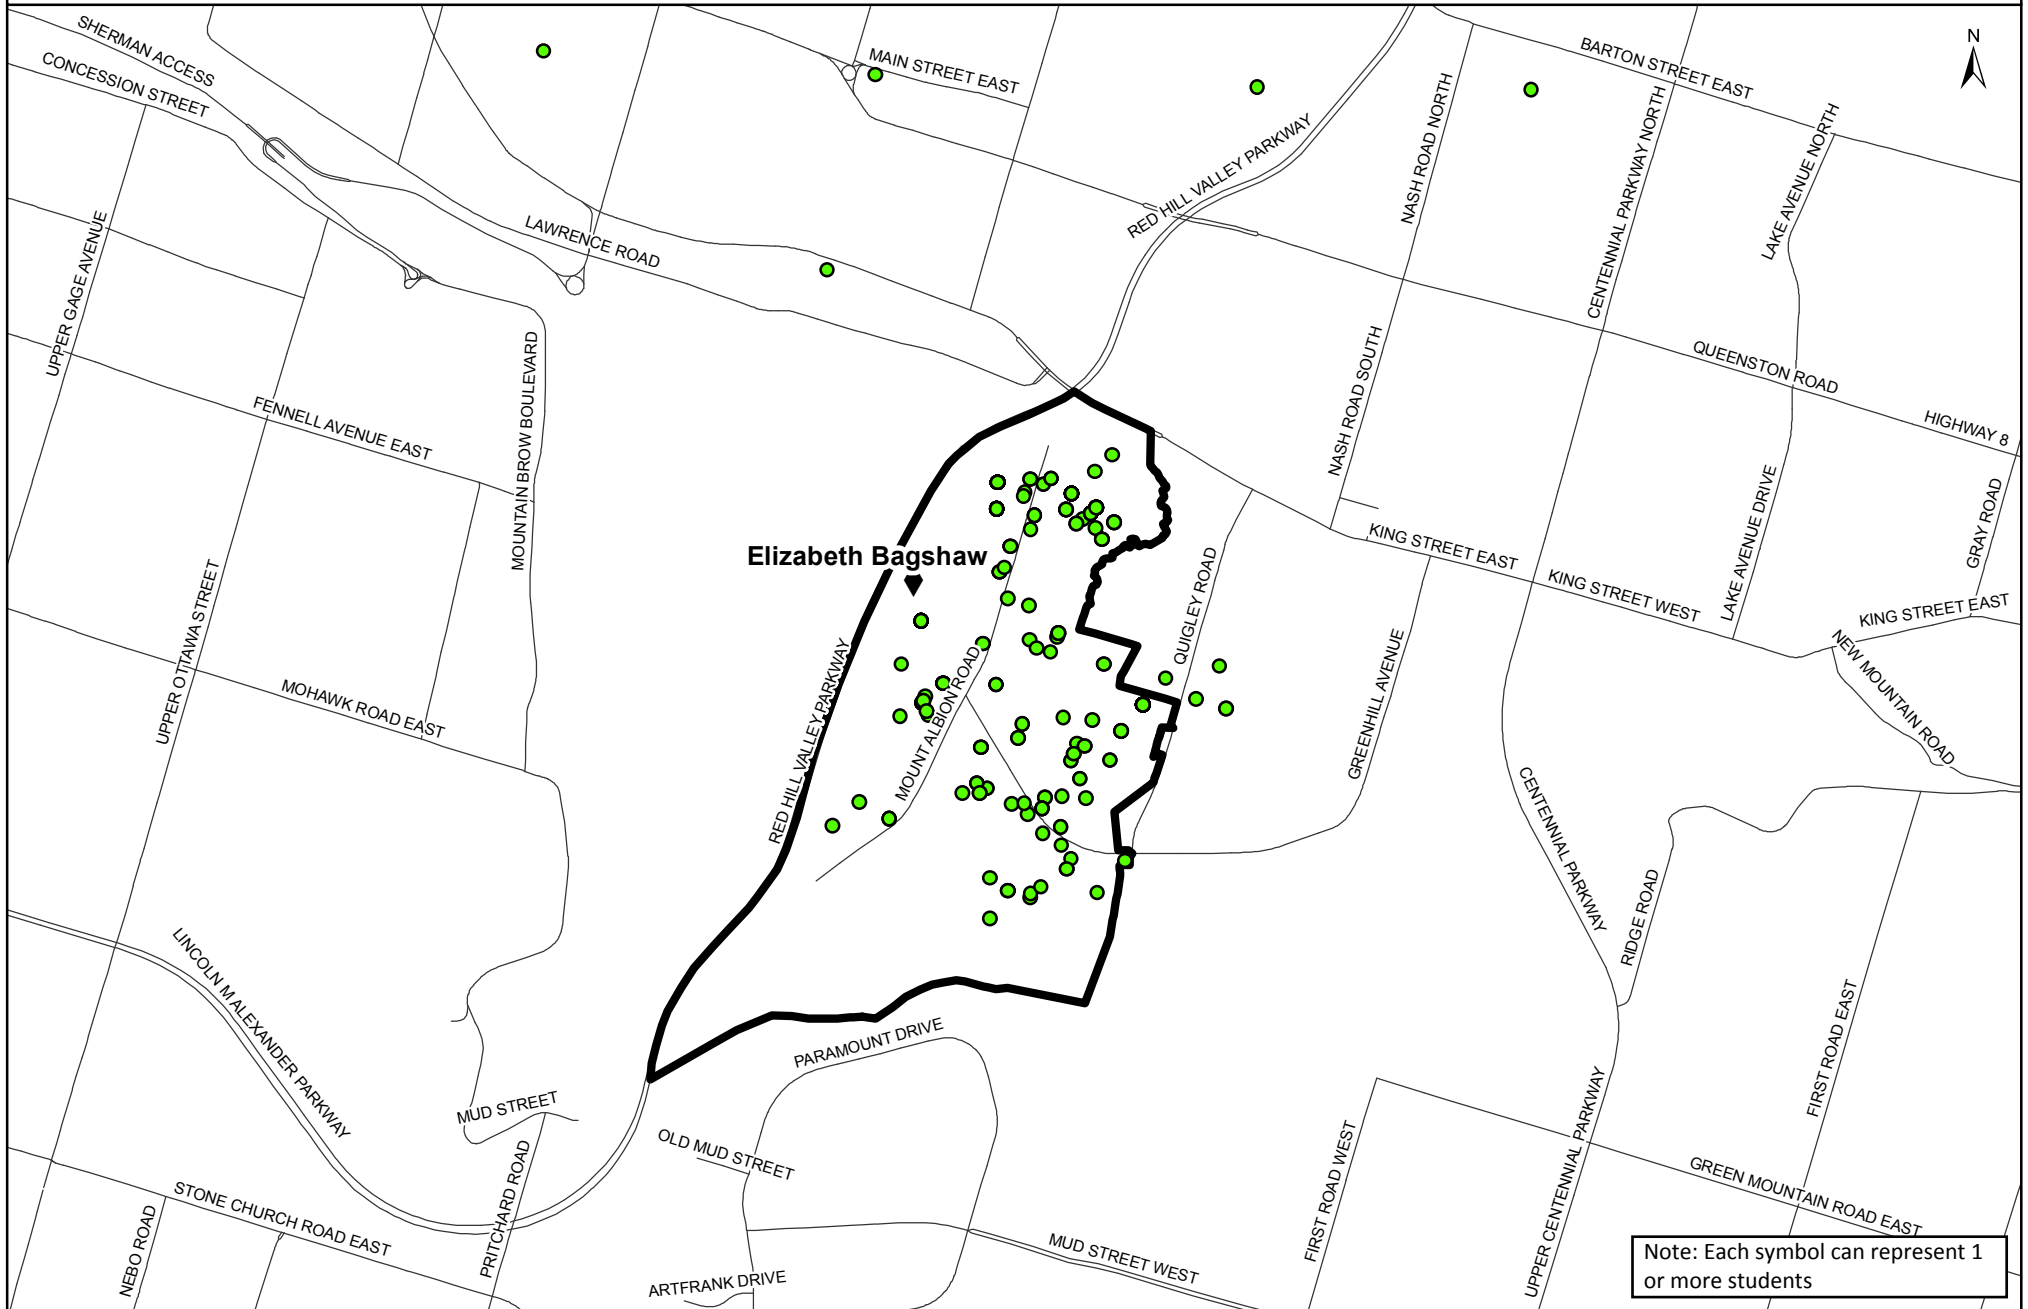 SHERMAN ACCESS
CONCESSION STREET
MAIN STREET EAST
BARTON STREET EAST
N
RED HILL VALLEY PARKWAY
NASH ROAD NORTH
CENTENNIAL PARKWAY NORTH
LAKE AVENUE NORTH
UPPER GAGE AVENUE
LAWRENCE ROAD
MOUNTAIN BROW BOULEVARD
FENNELL AVENUE EAST
NASH ROAD SOUTH
QUEENSTON ROAD
HIGHWAY 8
LAKE AVENUE DRIVE
GRAY ROAD
Elizabeth Bagshaw
KING STREET EAST
KING STREET WEST
KING STREET EAST
NEW MOUNTAIN ROAD
UPPER OTTAWA STREET
MOHAWK ROAD EAST
RED HILL VALLEY PARKWAY
MOUNT ALBION ROAD
QUIGLEY ROAD
GREENHILL AVENUE
CENTENNIAL PARKWAY
RIDGE ROAD
LINCOLN M ALEXANDER PARKWAY
PARAMOUNT DRIVE
FIRST ROAD EAST
MUD STREET
OLD MUD STREET
PRITCHARD ROAD
STONE CHURCH ROAD EAST
NEBO ROAD
ARTFRANK DRIVE
MUD STREET WEST
FIRST ROAD WEST
UPPER CENTENNIAL PARKWAY
GREEN MOUNTAIN ROAD EAST
Note: Each symbol can represent 1
or more students